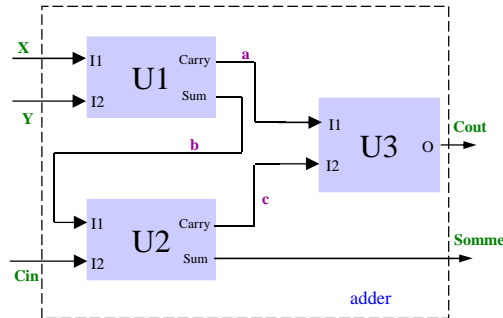 X
I1
U1
Carry
a
Y
I2
Sum
I1
U3
O
Cout
I2
b
c
I1
U2
Carry
Cin
I2
Sum
Somme
adder